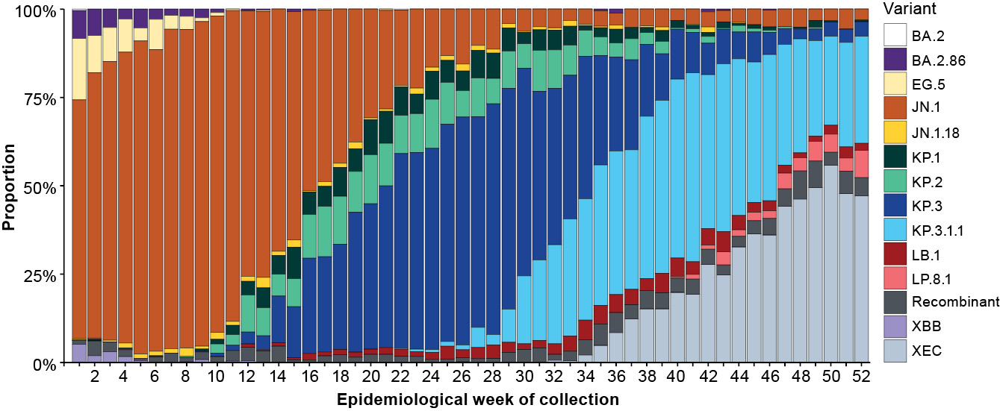 Variant
BA.2
BA.2.86
EG.5
JN.1
JN.1.18
KP.1
KP.2
KP.3
KP.3.1.1
LB.1
LP.8.1
Recombinant
XBB
XEC
Proportion
100%
75%
50%
25%
0%
2 4 6 8 10 12 14 16 18 20 22 24 26 28 30 32 34 36 38 40 42 44 46 48 50 52
Epidemiological week of collection